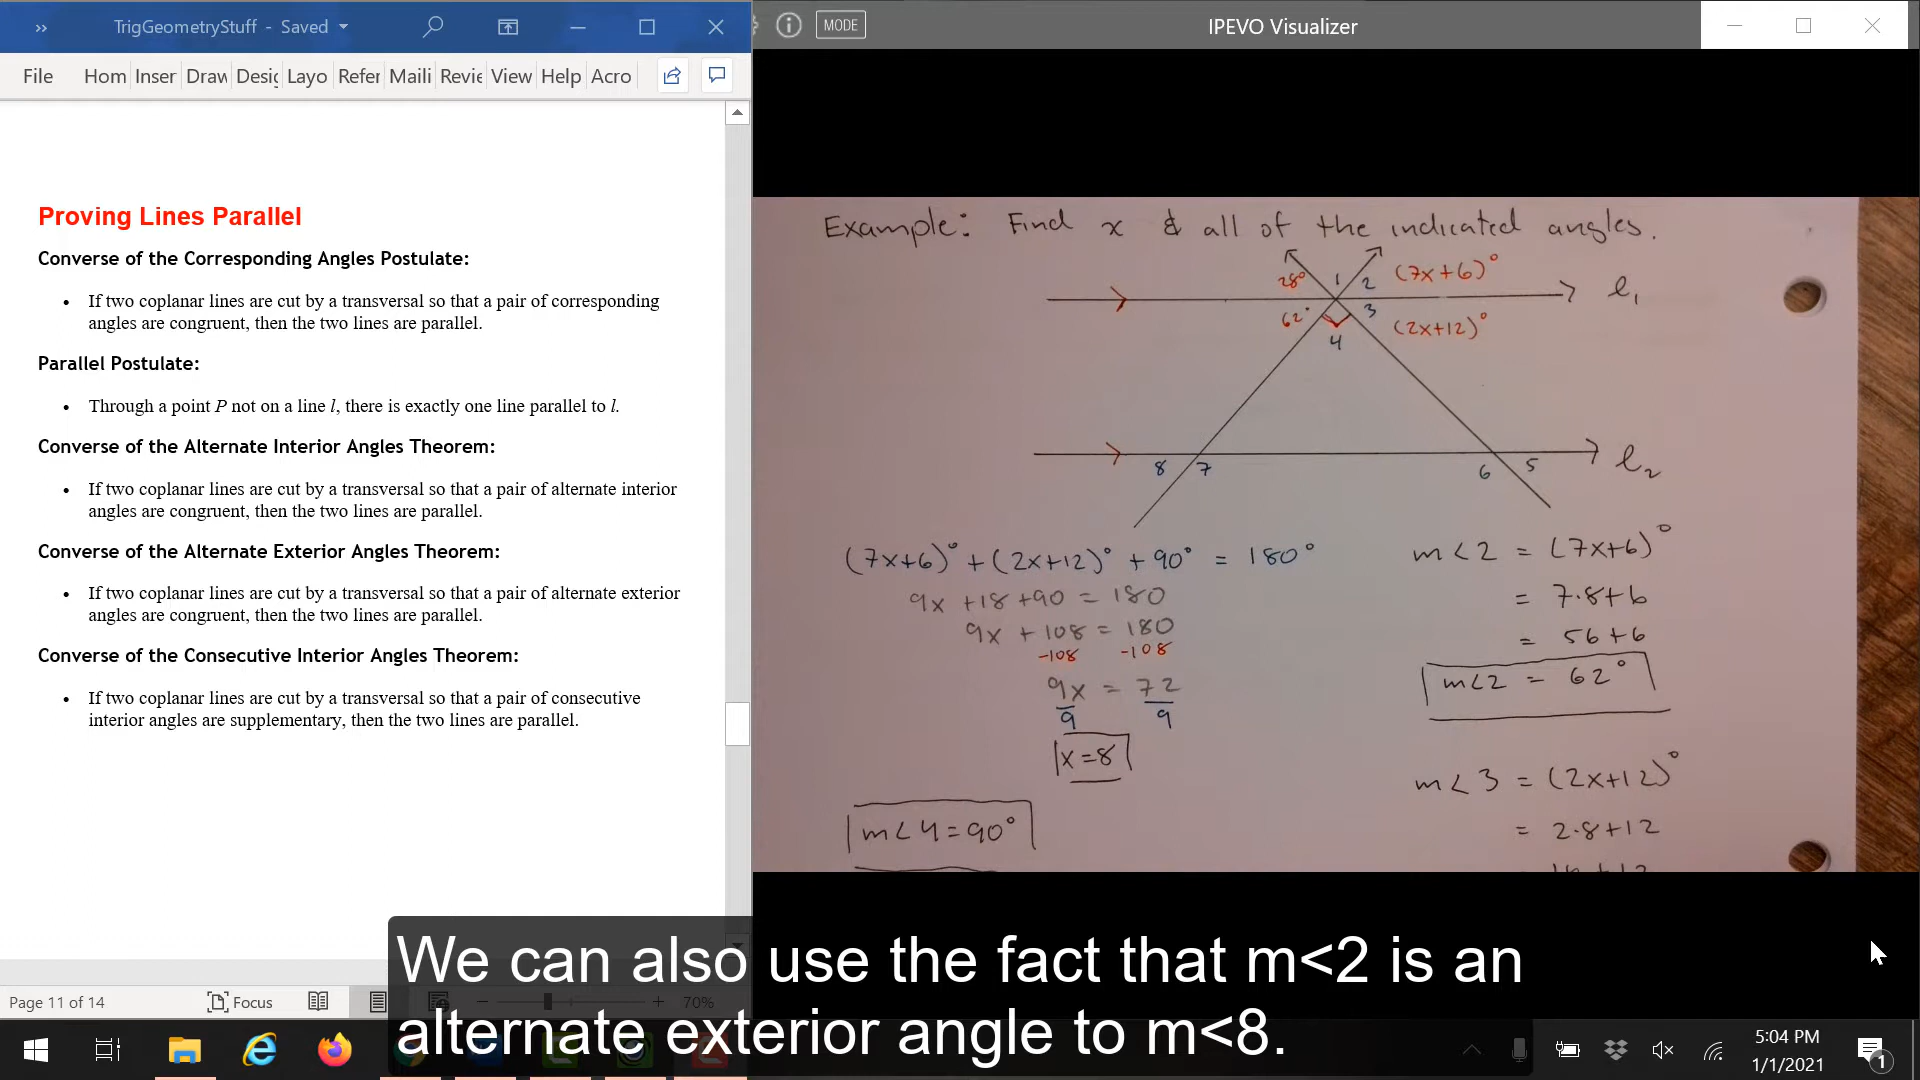 TrigGeometryStuff - Saved
MODE
IPEVO Visualizer
File Hom Inser Draw Desig Layo Refer Maili Revie View Help Acro
Proving Lines Parallel
Converse of the Corresponding Angles Postulate:
• If two coplanar lines are cut by a transversal so that a pair of corresponding
angles are congruent, then the two lines are parallel.
Parallel Postulate:
• Through a point P not on a line l, there is exactly one line parallel to l.
Converse of the Alternate Interior Angles Theorem:
• If two coplanar lines are cut by a transversal so that a pair of alternate interior
angles are congruent, then the two lines are parallel.
Converse of the Alternate Exterior Angles Theorem:
• If two coplanar lines are cut by a transversal so that a pair of alternate exterior
angles are congruent, then the two lines are parallel.
Converse of the Consecutive Interior Angles Theorem:
• If two coplanar lines are cut by a transversal so that a pair of consecutive
interior angles are supplementary, then the two lines are parallel.
Example: Find x & all of the indicated angles.
28° 1 2 (7x+6)° l₁
62° 3 (2x+12)°
4
8 7 6 5 l₂
(7x+6)° + (2x+12)° + 90° = 180°
9x +18 +90 = 180
9x + 108 = 180
-108 -108
9x = 72
9 9
x = 8
m<4 = 90°
m<2 = (7x+6)°
= 7·8+6
= 56+6
m<2 = 62°
m<3 = (2x+12)°
= 2·8+12
We can also use the fact that m<2 is an
alternate exterior angle to m<8.
Page 11 of 14 Focus 70%
5:04 PM
1/1/2021
1